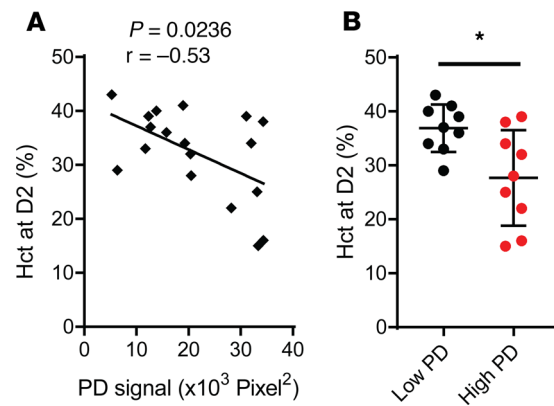 A
P = 0.0236
r = –0.53
Hct at D2 (%)
50
40
30
20
10
0
0
10
20
30
40
PD signal (x10³ Pixel²)
B
*
Hct at D2 (%)
50
40
30
20
10
0
Low PD
High PD